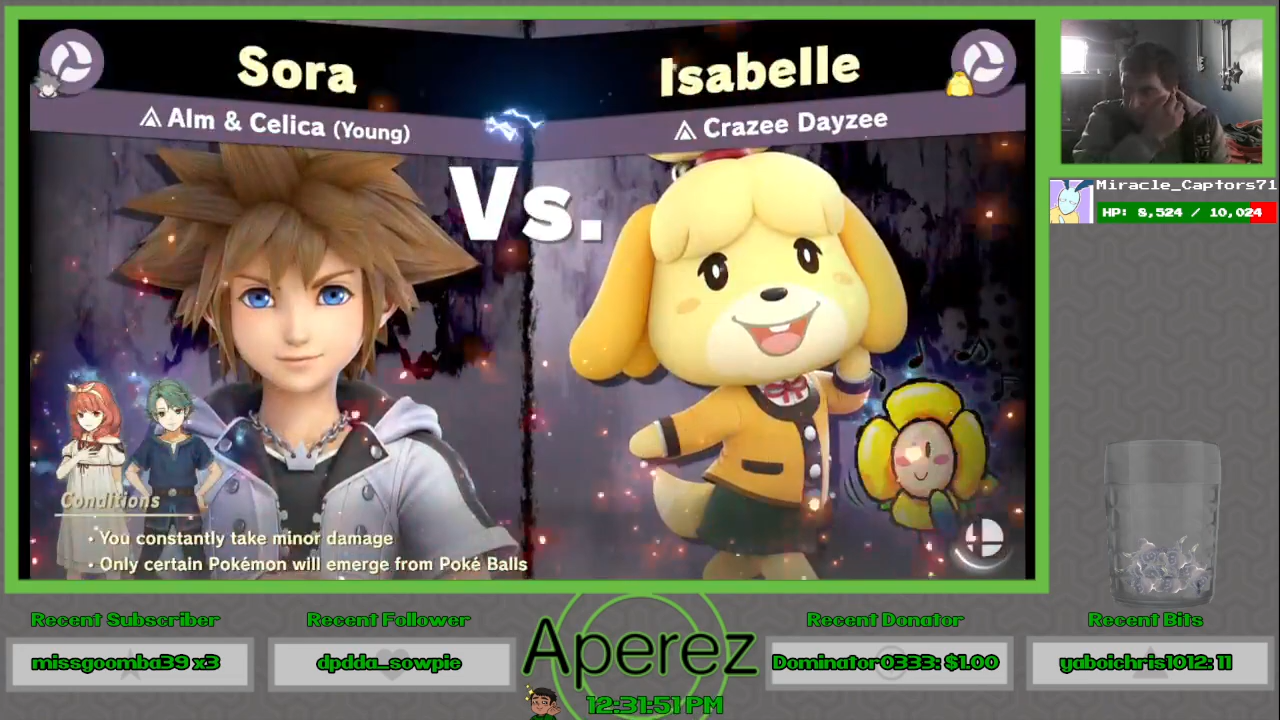 Sora
Alm & Celica (Young)
Vs.
Isabelle
Crazee Dayzee
Conditions
• You constantly take minor damage
• Only certain Pokémon will emerge from Poké Balls
Miracle_Captors71
HP: 8,524 / 10,024
Recent Subscriber
missgoomba39 x3
Recent Follower
dpdda_sowpie
Aperez
12:31:51 PM
Recent Donator
Dominator0333: $1.00
Recent Bits
yaboichris1012: 11